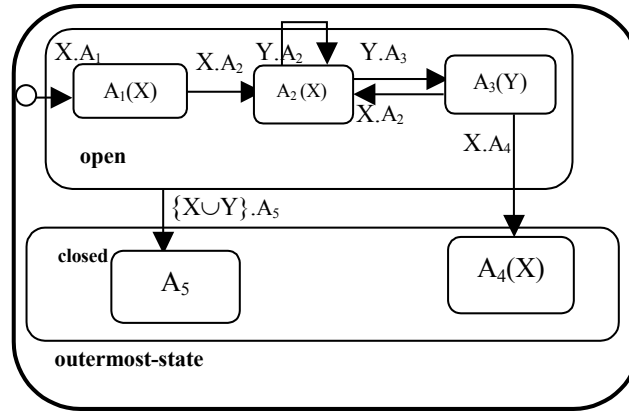 X.A₁
X.A₂
Y.A₂
Y.A₃
A₁(X)
A₂(X)
A₃(Y)
X.A₂
X.A₄
open
{X∪Y}.A₅
closed
A₅
A₄(X)
outermost-state